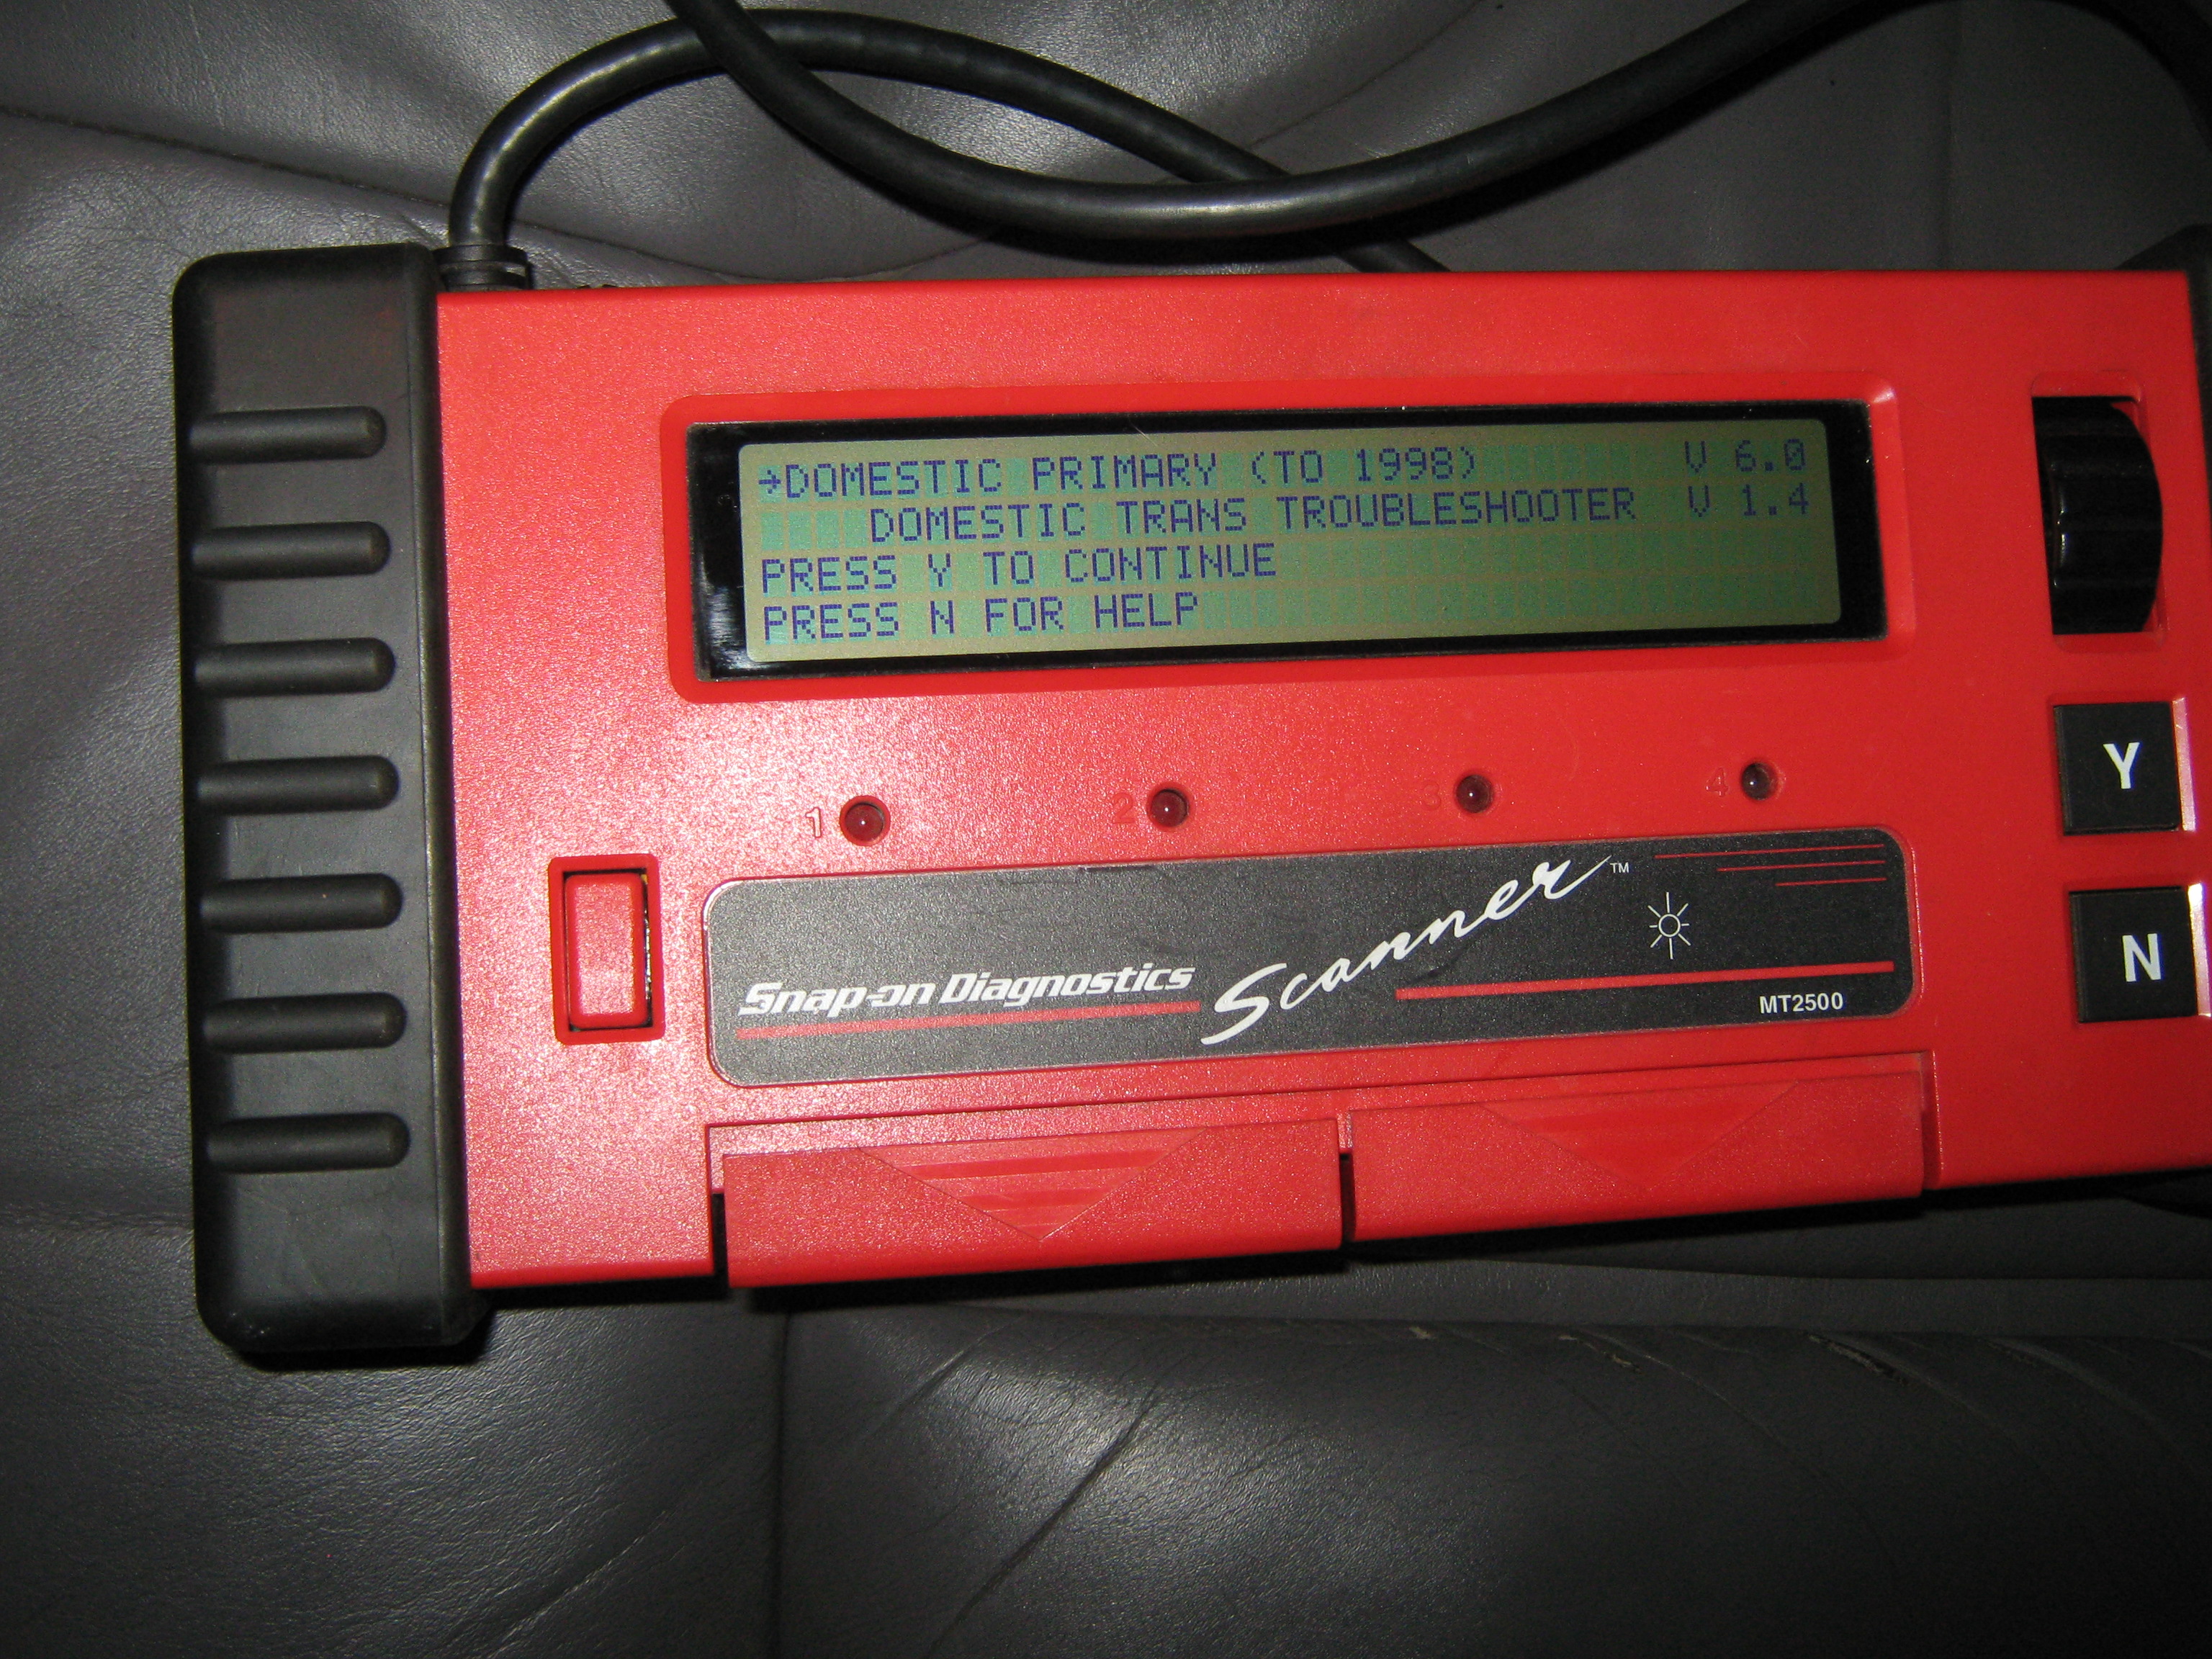 →DOMESTIC PRIMARY (TO 1998) V 6.0
DOMESTIC TRANS TROUBLESHOOTER V 1.4
PRESS Y TO CONTINUE
PRESS N FOR HELP
1 2 3 4
Y
N
Snap-on Diagnostics Scanner™
MT2500